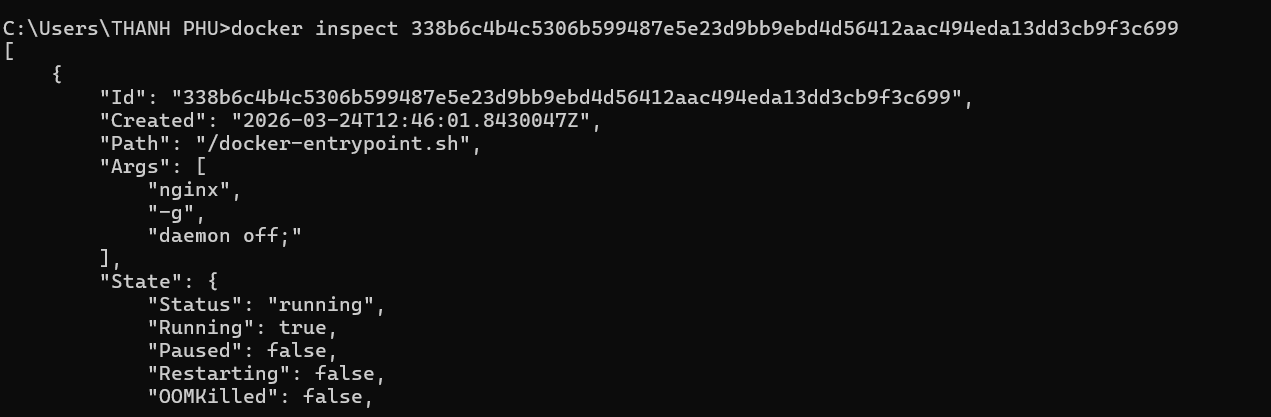 C:\Users\THANH PHU>docker inspect 338b6c4b4c5306b599487e5e23d9bb9ebd4d56412aac494eda13dd3cb9f3c699
[
    {
        "Id": "338b6c4b4c5306b599487e5e23d9bb9ebd4d56412aac494eda13dd3cb9f3c699",
        "Created": "2026-03-24T12:46:01.8430047Z",
        "Path": "/docker-entrypoint.sh",
        "Args": [
            "nginx",
            "-g",
            "daemon off;"
        ],
        "State": {
            "Status": "running",
            "Running": true,
            "Paused": false,
            "Restarting": false,
            "OOMKilled": false,